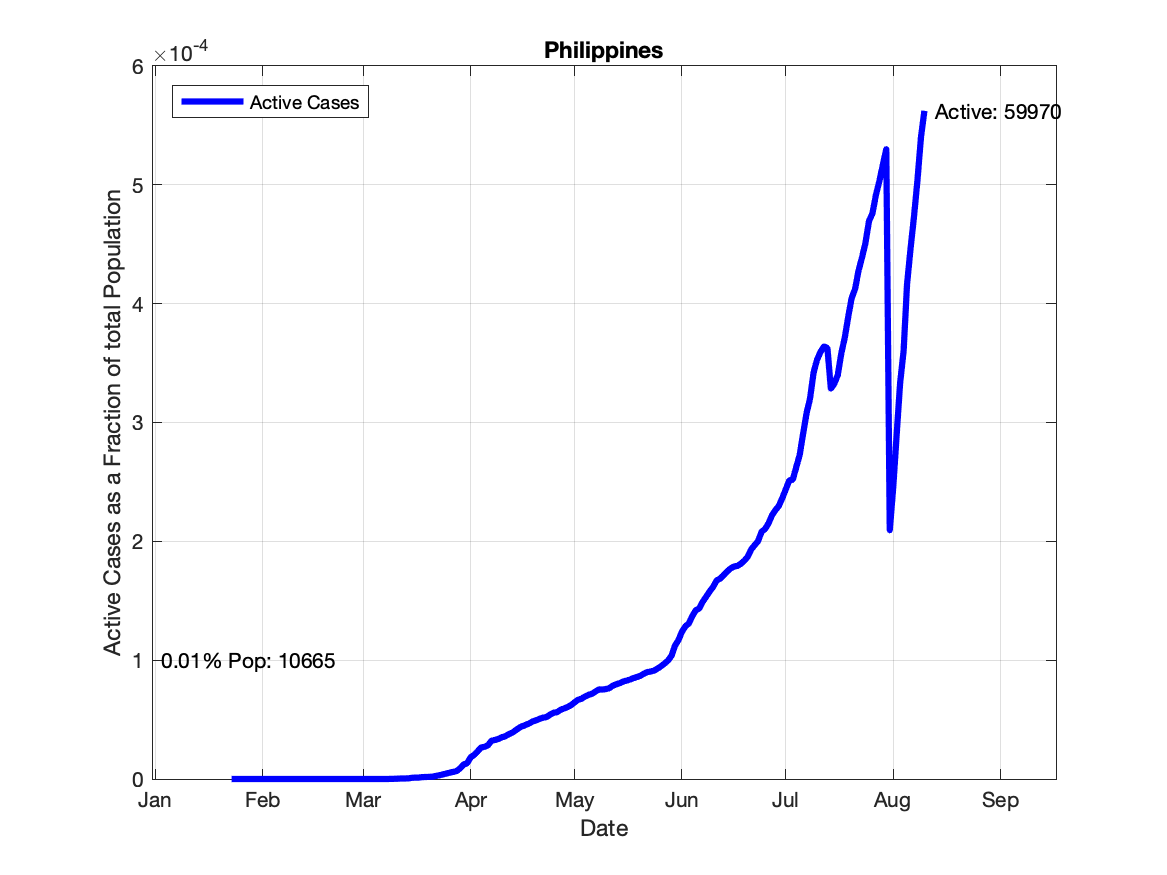 Philippines
×10-4
6
5
4
3
2
1
0
Active Cases
Active: 59970
0.01% Pop: 10665
Active Cases as a Fraction of total Population
Jan Feb Mar Apr May Jun Jul Aug Sep
Date